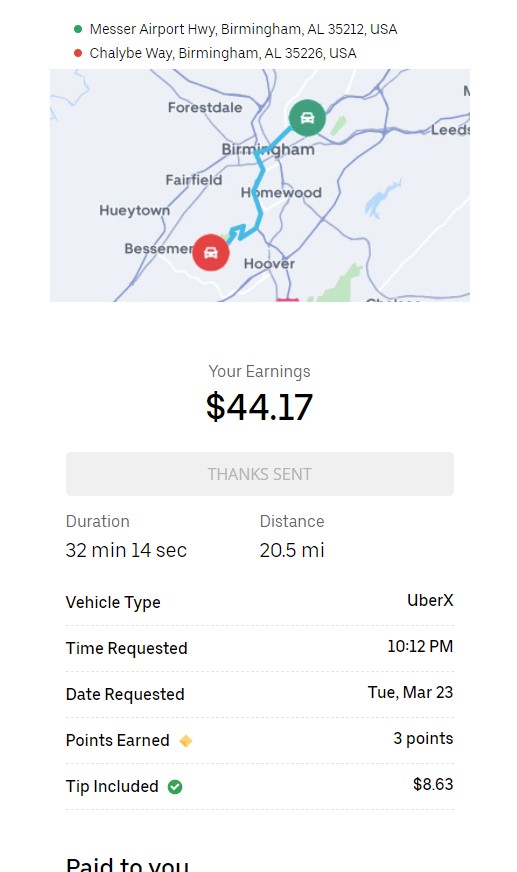 Messer Airport Hwy, Birmingham, AL 35212, USA
Chalybe Way, Birmingham, AL 35226, USA
Forestdale
Leeds
Birmingham
Fairfield
Homewood
Hueytown
Bessemer
Hoover
Your Earnings
$44.17
THANKS SENT
Duration Distance
32 min 14 sec 20.5 mi
Vehicle Type UberX
Time Requested 10:12 PM
Date Requested Tue, Mar 23
Points Earned 3 points
Tip Included $8.63
Paid to you